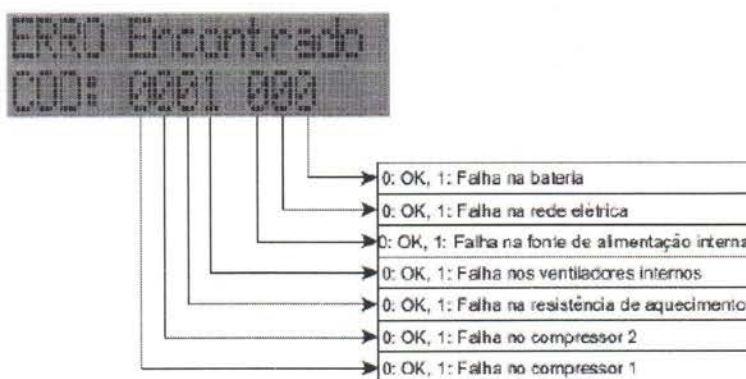 ERRO Encontrado
COD: 0001 000
0: OK, 1: Falha na bateria
0: OK, 1: Falha na rede elétrica
0: OK, 1: Falha na fonte de alimentação interna
0: OK, 1: Falha nos ventiladores internos
0: OK, 1: Falha na resistência de aquecimento
0: OK, 1: Falha no compressor 2
0: OK, 1: Falha no compressor 1